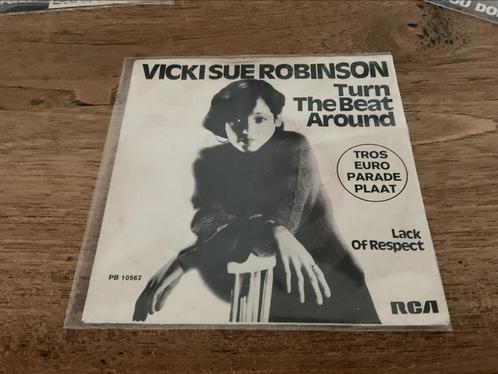 VICKI SUE ROBINSON
Turn
The Beat
Around
TROS
EURO
PARADE
PLAAT
Lack
Of Respect
PB 10562
RCA